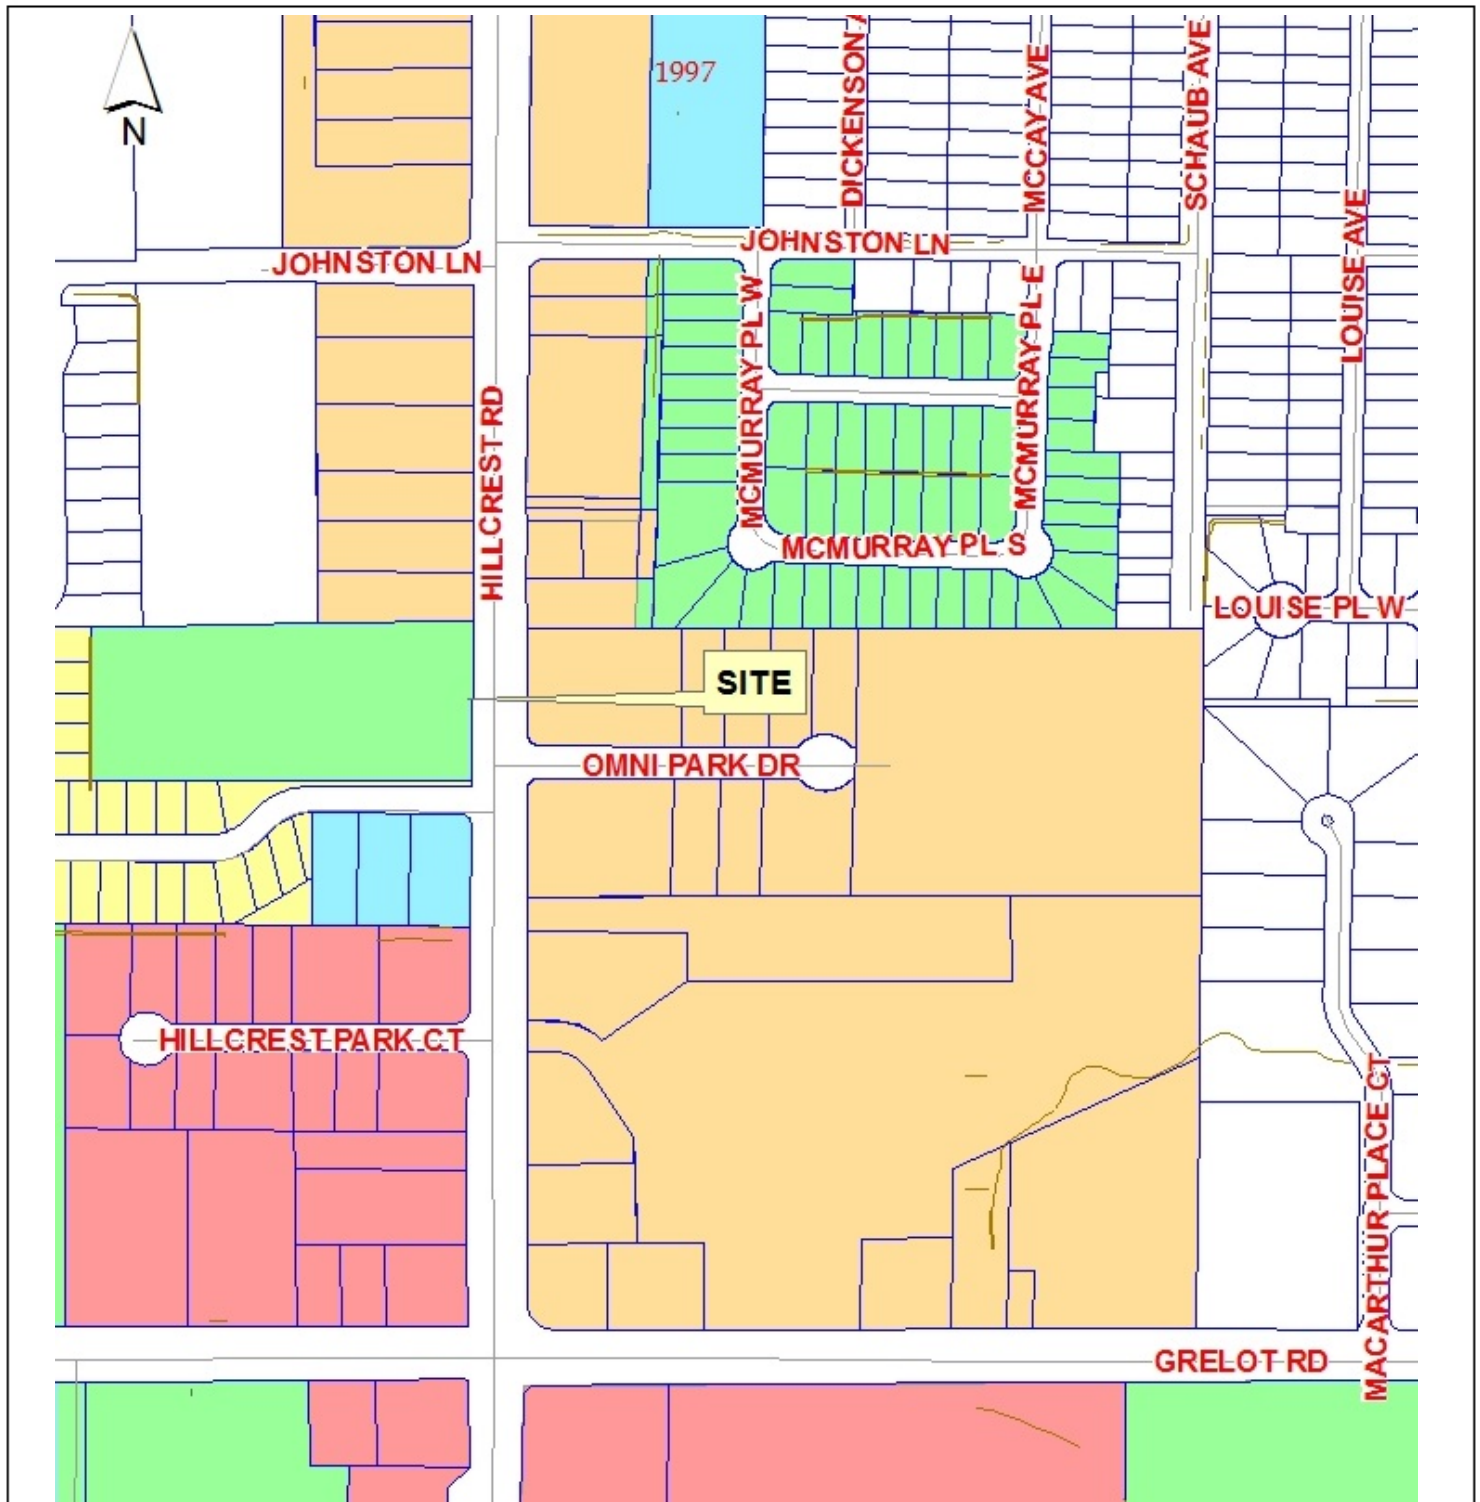 1997
N
DICKENSON A
MCCAY AVE
SCHAUB AVE
LOUISE AVE
JOHNSTON LN
JOHNSTON LN
HILLCREST RD
MCMURRAY PL W
MCMURRAY PL E
MCMURRAY PL S
LOUISE PL W
SITE
OMNI PARK DR
HILLCREST PARK CT
MACARTHUR PLACE CT
GRELOT RD